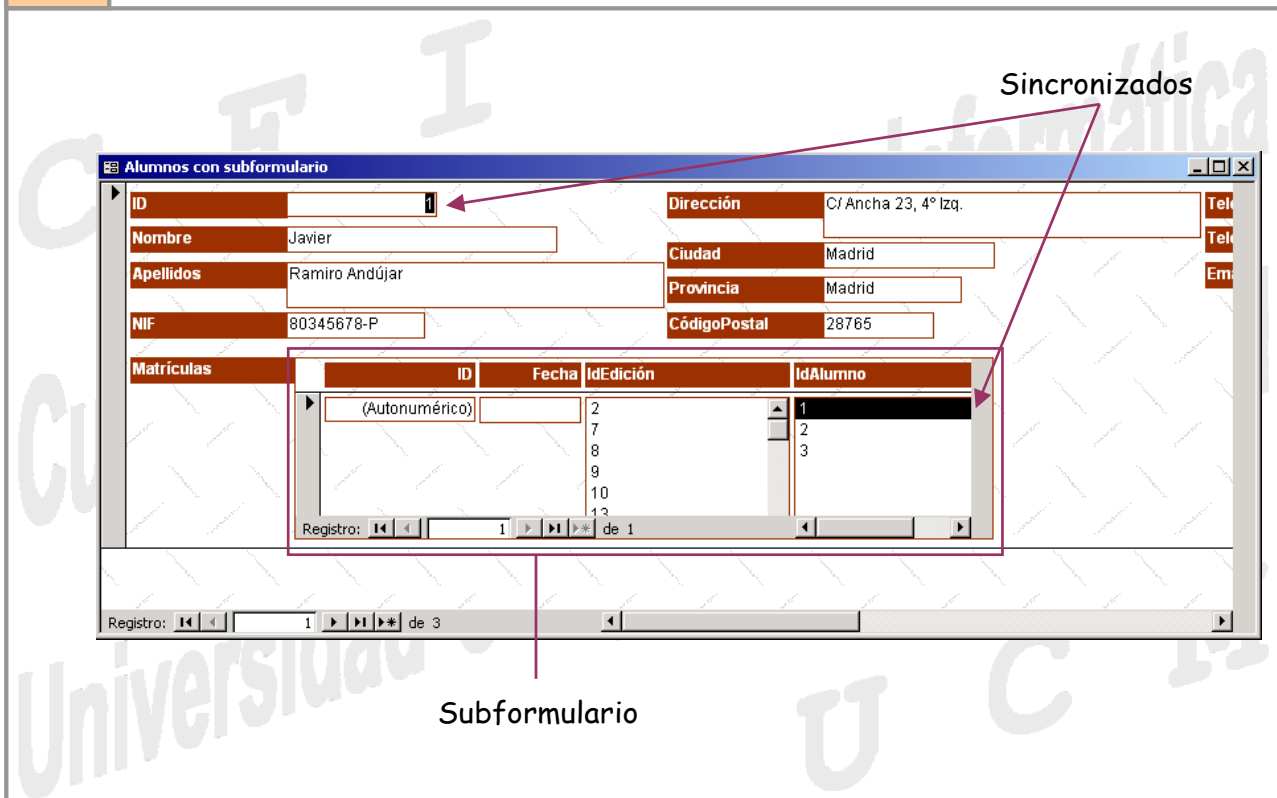 C F I
Informática
Sincronizados
Alumnos con subformulario
ID 1
Nombre Javier
Apellidos Ramiro Andújar
NIF 80345678-P
Dirección C/ Ancha 23, 4º Izq.
Ciudad Madrid
Provincia Madrid
CódigoPostal 28765
Matrículas
ID Fecha IdEdición IdAlumno
(Autonumérico) 2 1
7 2
8 3
9
10
13
Registro: 1 de 1
Registro: 1 de 3
Subformulario
U C M